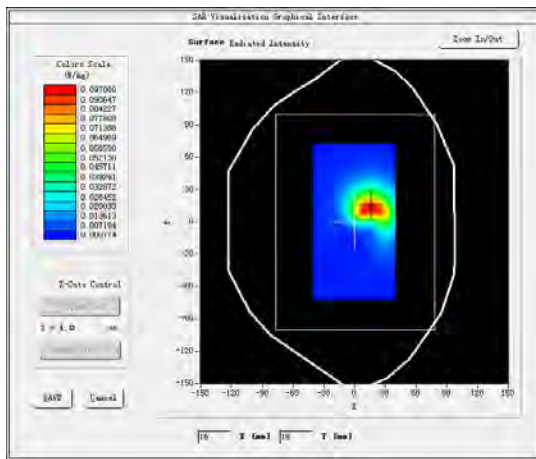 SAR Visualisation Graphical Interface
Surface Radiated Intensity
Zoom In/Out
Colors Scale
(W/kg)
0.097066
0.090647
0.084227
0.077808
0.071388
0.064969
0.058550
0.052130
0.045711
0.039291
0.032872
0.026452
0.020033
0.013613
0.007194
0.000774
150
120
90
60
30
0
-30
-60
-90
-120
-150
Y
-150 -120 -90 -60 -30 0 30 60 90 120 150
X
Z-Cuts Control
SAVE Cancel
16 X (mm) 16 Y (mm)